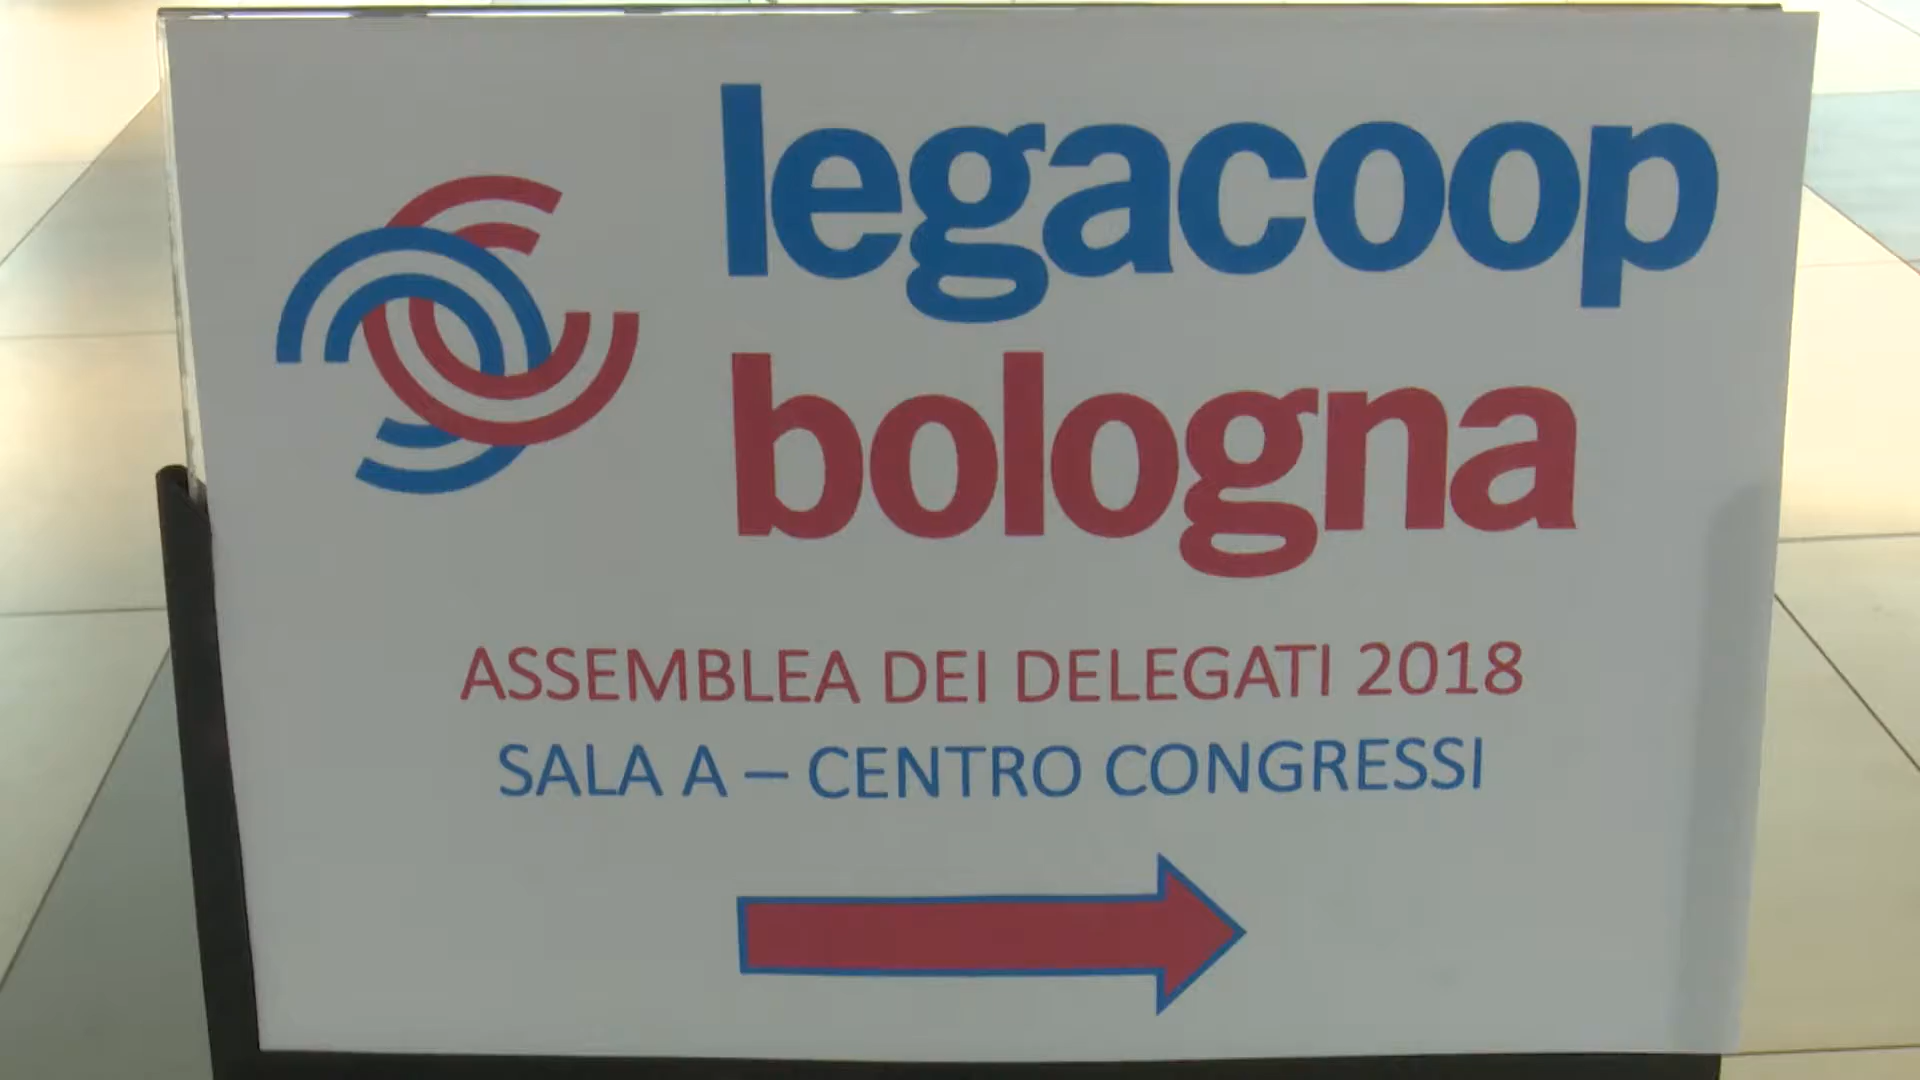 legacoop
bologna
ASSEMBLEA DEI DELEGATI 2018
SALA A – CENTRO CONGRESSI